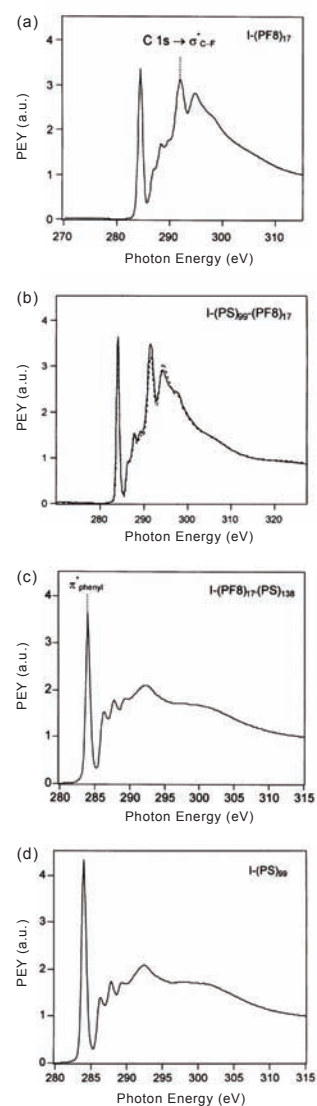 (a)
C 1s → σ*C-F
I-(PF8)17
4
3
2
1
0
PEY (a.u.)
270 280 290 300 310
Photon Energy (eV)
(b)
I-(PS)99-(PF8)17
4
3
2
1
0
PEY (a.u.)
280 290 300 310 320
Photon Energy (eV)
(c)
π*phenyl
I-(PF8)17-(PS)138
4
3
2
1
0
PEY (a.u.)
280 285 290 295 300 305 310 315
Photon Energy (eV)
(d)
I-(PS)99
4
3
2
1
0
PEY (a.u.)
280 285 290 295 300 305 310 315
Photon Energy (eV)